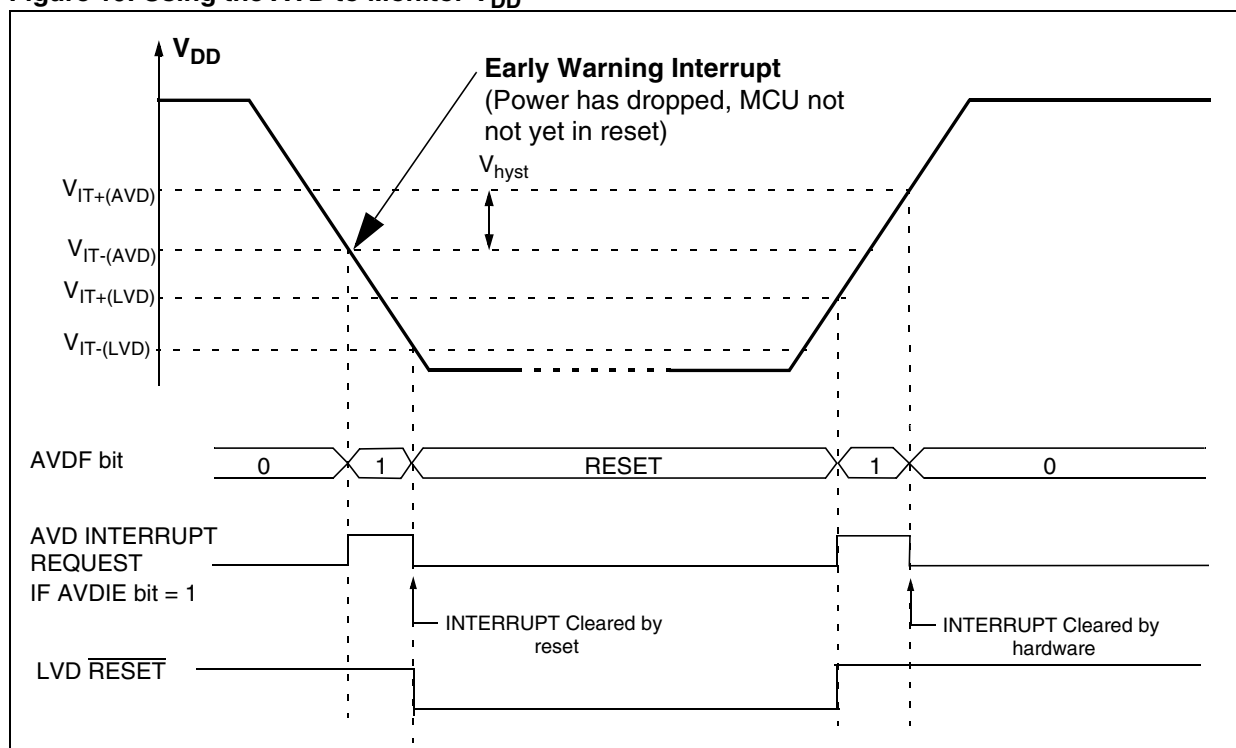 Figure 16. Using the AVD to Monitor VDD
VDD
Early Warning Interrupt
(Power has dropped, MCU not
not yet in reset)
Vhyst
VIT+(AVD)
VIT-(AVD)
VIT+(LVD)
VIT-(LVD)
AVDF bit
0
1
RESET
1
0
AVD INTERRUPT
REQUEST
IF AVDIE bit = 1
INTERRUPT Cleared by
reset
INTERRUPT Cleared by
hardware
LVD RESET